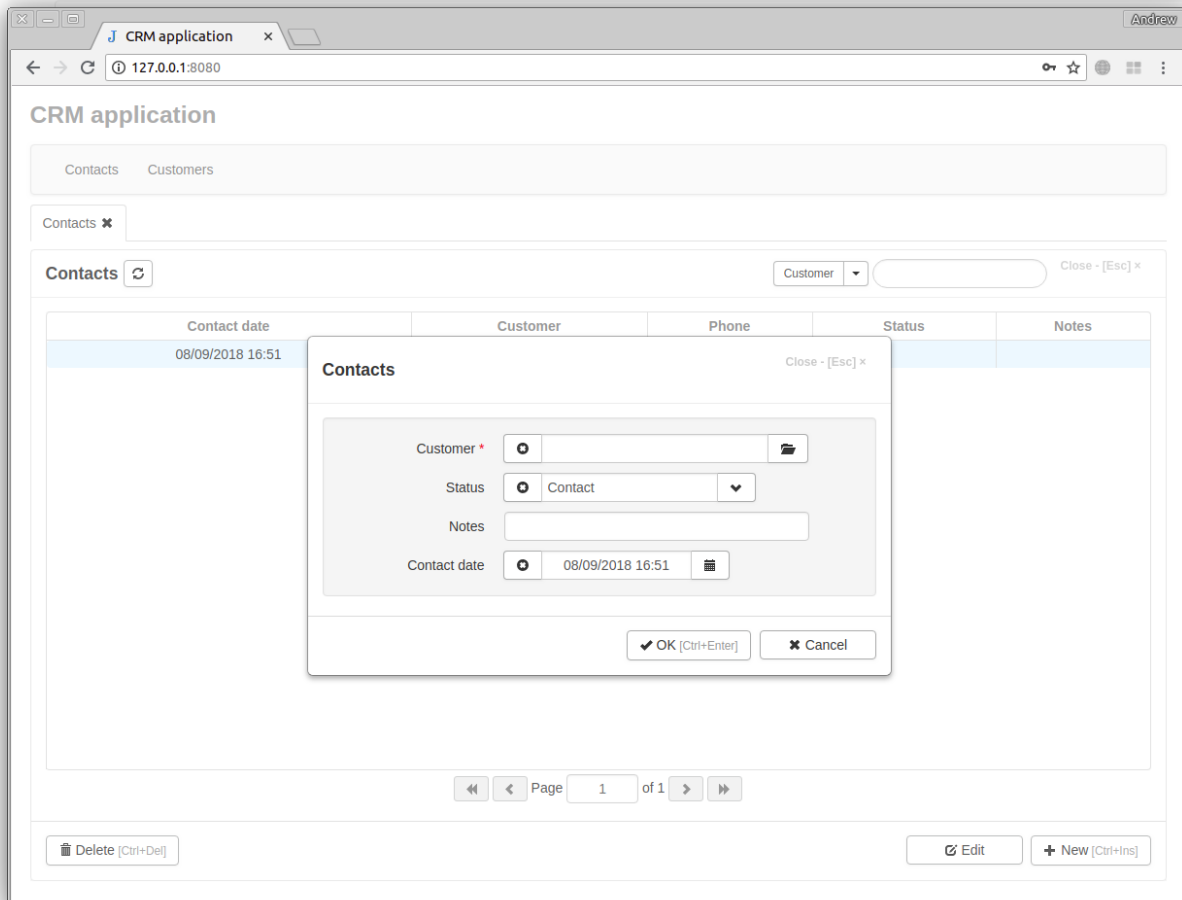 Andrew
J CRM application
127.0.0.1:8080
CRM application
Contacts Customers
Contacts
Contacts Customer Close - [Esc] ×
Contact date Customer Phone Status Notes
08/09/2018 16:51
Contacts Close - [Esc] ×
Customer *
Status Contact
Notes
Contact date 08/09/2018 16:51
OK [Ctrl+Enter] Cancel
Page 1 of 1
Delete [Ctrl+Del] Edit New [Ctrl+Ins]